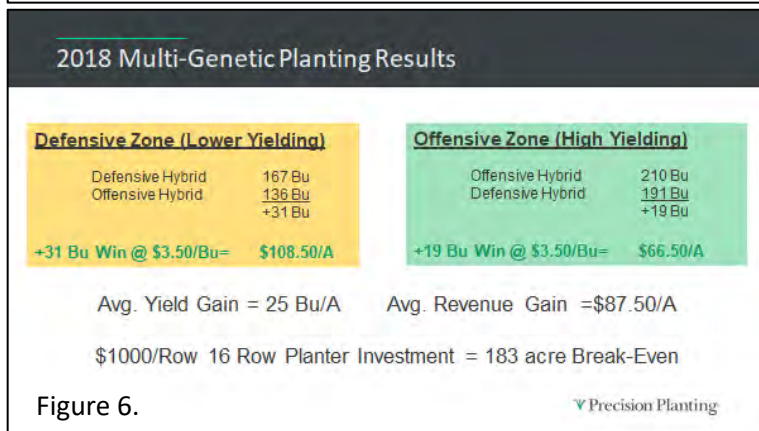 2018 Multi-Genetic Planting Results
Defensive Zone (Lower Yielding)
Defensive Hybrid 167 Bu
Offensive Hybrid 136 Bu
+31 Bu
+31 Bu Win @ $3.50/Bu= $108.50/A
Offensive Zone (High Yielding)
Offensive Hybrid 210 Bu
Defensive Hybrid 191 Bu
+19 Bu
+19 Bu Win @ $3.50/Bu= $66.50/A
Avg. Yield Gain = 25 Bu/A Avg. Revenue Gain =$87.50/A
$1000/Row 16 Row Planter Investment = 183 acre Break-Even
Figure 6.
Precision Planting